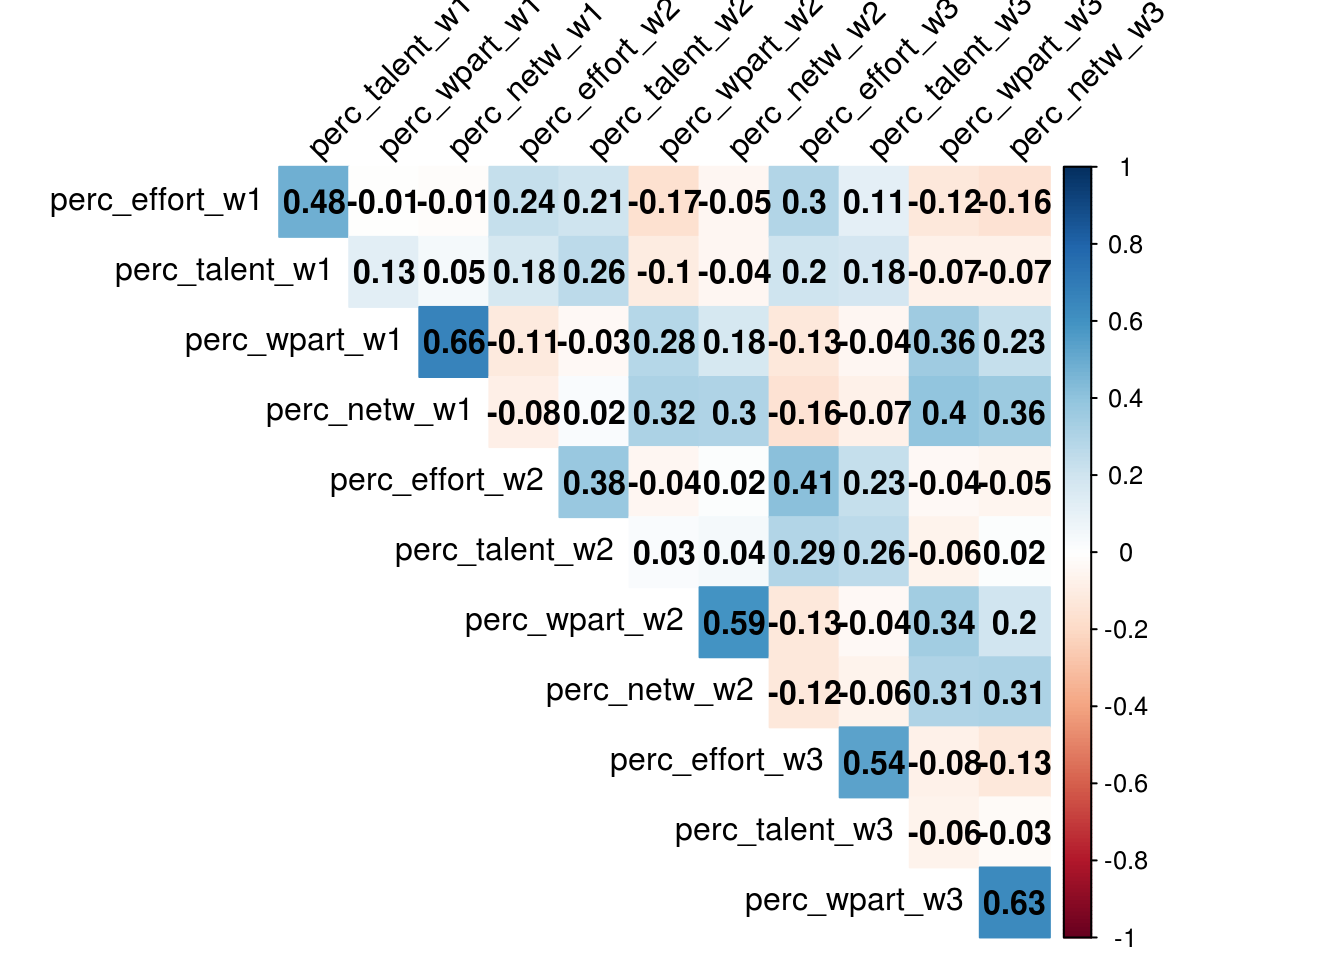 perc_talent_w1
perc_wpart_w1
perc_netw_w1
perc_effort_w2
perc_talent_w2
perc_wpart_w2
perc_netw_w2
perc_effort_w3
perc_talent_w3
perc_wpart_w3
perc_netw_w3
perc_effort_w1 0.48 -0.01 -0.01 0.24 0.21 -0.17 -0.05 0.3 0.11 -0.12 -0.16
perc_talent_w1 0.13 0.05 0.18 0.26 -0.1 -0.04 0.2 0.18 -0.07 -0.07
perc_wpart_w1 0.66 -0.11 -0.03 0.28 0.18 -0.13 -0.04 0.36 0.23
perc_netw_w1 -0.08 0.02 0.32 0.3 -0.16 -0.07 0.4 0.36
perc_effort_w2 0.38 -0.04 0.02 0.41 0.23 -0.04 -0.05
perc_talent_w2 0.03 0.04 0.29 0.26 -0.06 0.02
perc_wpart_w2 0.59 -0.13 -0.04 0.34 0.2
perc_netw_w2 -0.12 -0.06 0.31 0.31
perc_effort_w3 0.54 -0.08 -0.13
perc_talent_w3 -0.06 -0.03
perc_wpart_w3 0.63
1
0.8
0.6
0.4
0.2
0
-0.2
-0.4
-0.6
-0.8
-1